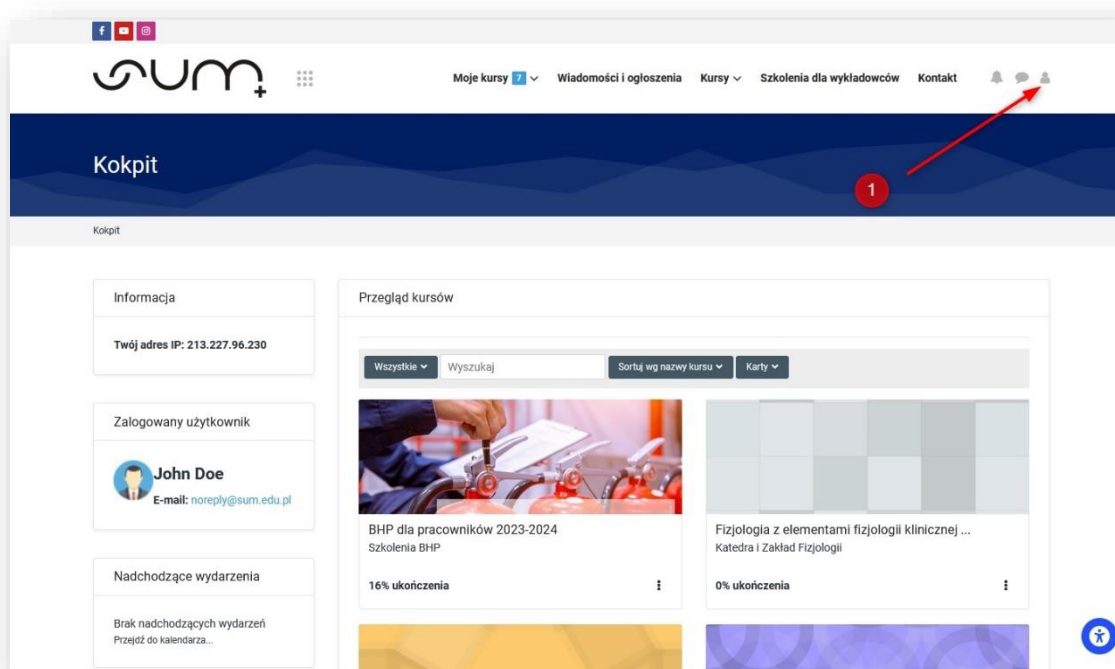 sum
Moje kursy 7 Wiadomości i ogłoszenia Kursy Szkolenia dla wykładowców Kontakt
1
Kokpit
Kokpit
Informacja
Twój adres IP: 213.227.96.230
Zalogowany użytkownik
John Doe
E-mail: noreply@sum.edu.pl
Nadchodzące wydarzenia
Brak nadchodzących wydarzeń
Przejdź do kalendarza...
Przegląd kursów
Wszystkie Wyszukaj Sortuj wg nazwy kursu Karty
BHP dla pracowników 2023-2024
Szkolenia BHP
16% ukończenia
Fizjologia z elementami fizjologii klinicznej ...
Katedra i Zakład Fizjologii
0% ukończenia